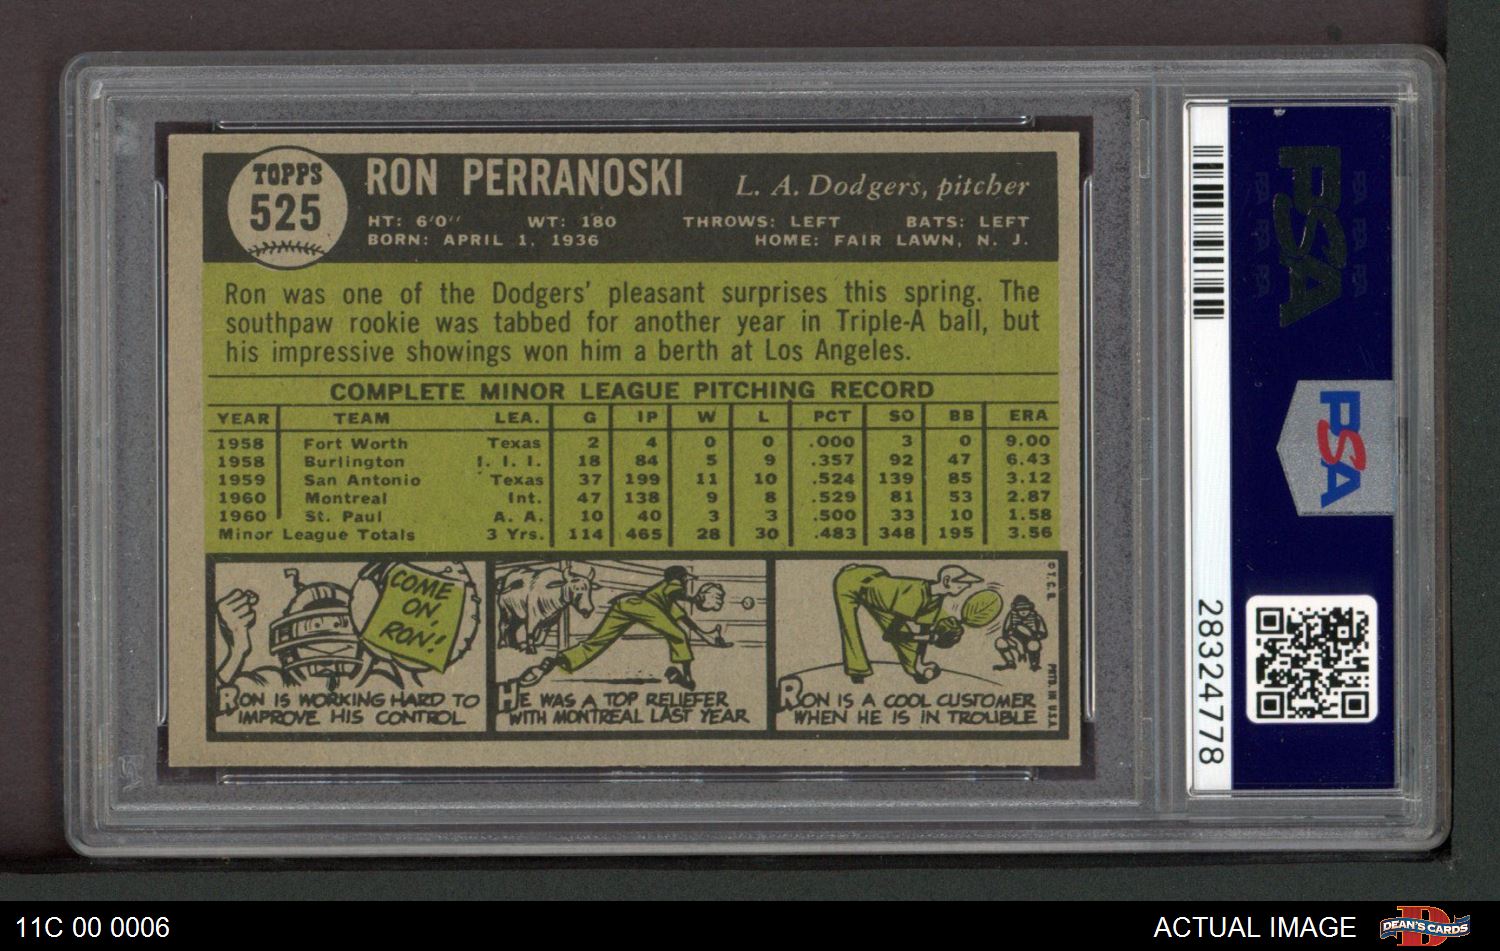 TOPPS
525
RON PERRANOSKI
L. A. Dodgers, pitcher
HT: 6'0'' WT: 180 THROWS: LEFT BATS: LEFT
BORN: APRIL 1, 1936 HOME: FAIR LAWN, N. J.
Ron was one of the Dodgers' pleasant surprises this spring. The
southpaw rookie was tabbed for another year in Triple-A ball, but
his impressive showings won him a berth at Los Angeles.
COMPLETE MINOR LEAGUE PITCHING RECORD
YEAR TEAM LEA. G IP W L PCT SO BB ERA
1958 Fort Worth Texas 2 4 0 0 .000 3 0 9.00
1958 Burlington I. I. I. 18 84 5 9 .357 92 47 6.43
1959 San Antonio Texas 37 199 11 10 .524 139 85 3.12
1960 Montreal Int. 47 138 9 8 .529 81 53 2.87
1960 St. Paul A. A. 10 40 3 3 .500 33 10 1.58
Minor League Totals 3 Yrs. 114 465 28 30 .483 348 195 3.56
COME
ON,
RON!
RON IS WORKING HARD TO
IMPROVE HIS CONTROL
HE WAS A TOP RELIEFER
WITH MONTREAL LAST YEAR
RON IS A COOL CUSTOMER
WHEN HE IS IN TROUBLE
© T. C. G.
PRTD. IN U.S.A.
28324778
PSA
PSA
PSA PSA PSA
PSA PSA PSA
11C 00 0006
ACTUAL IMAGE
D
DEAN'S CARDS